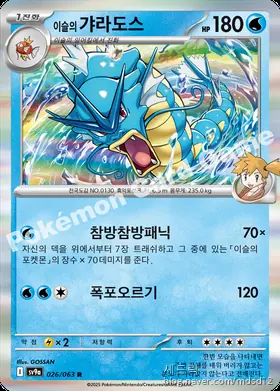 1진화
이슬의 갸라도스
HP 180
이슬의 잉어킹에서 진화
전국도감 NO.0130 흉악포켓몬 키: 6.5m 몸무게: 235.0kg
참방참방패닉 70×
자신의 덱을 위에서부터 7장 트래쉬하고 그 중에 있는 「이슬의
포켓몬」의 장수×70데미지를 준다.
폭포오르기 120
약점 ×2 저항력 후퇴
Illus. GOSSAN
sv9a 026/063 R
©2025 Pokémon/Nintendo/Creatures/GAME FREAK